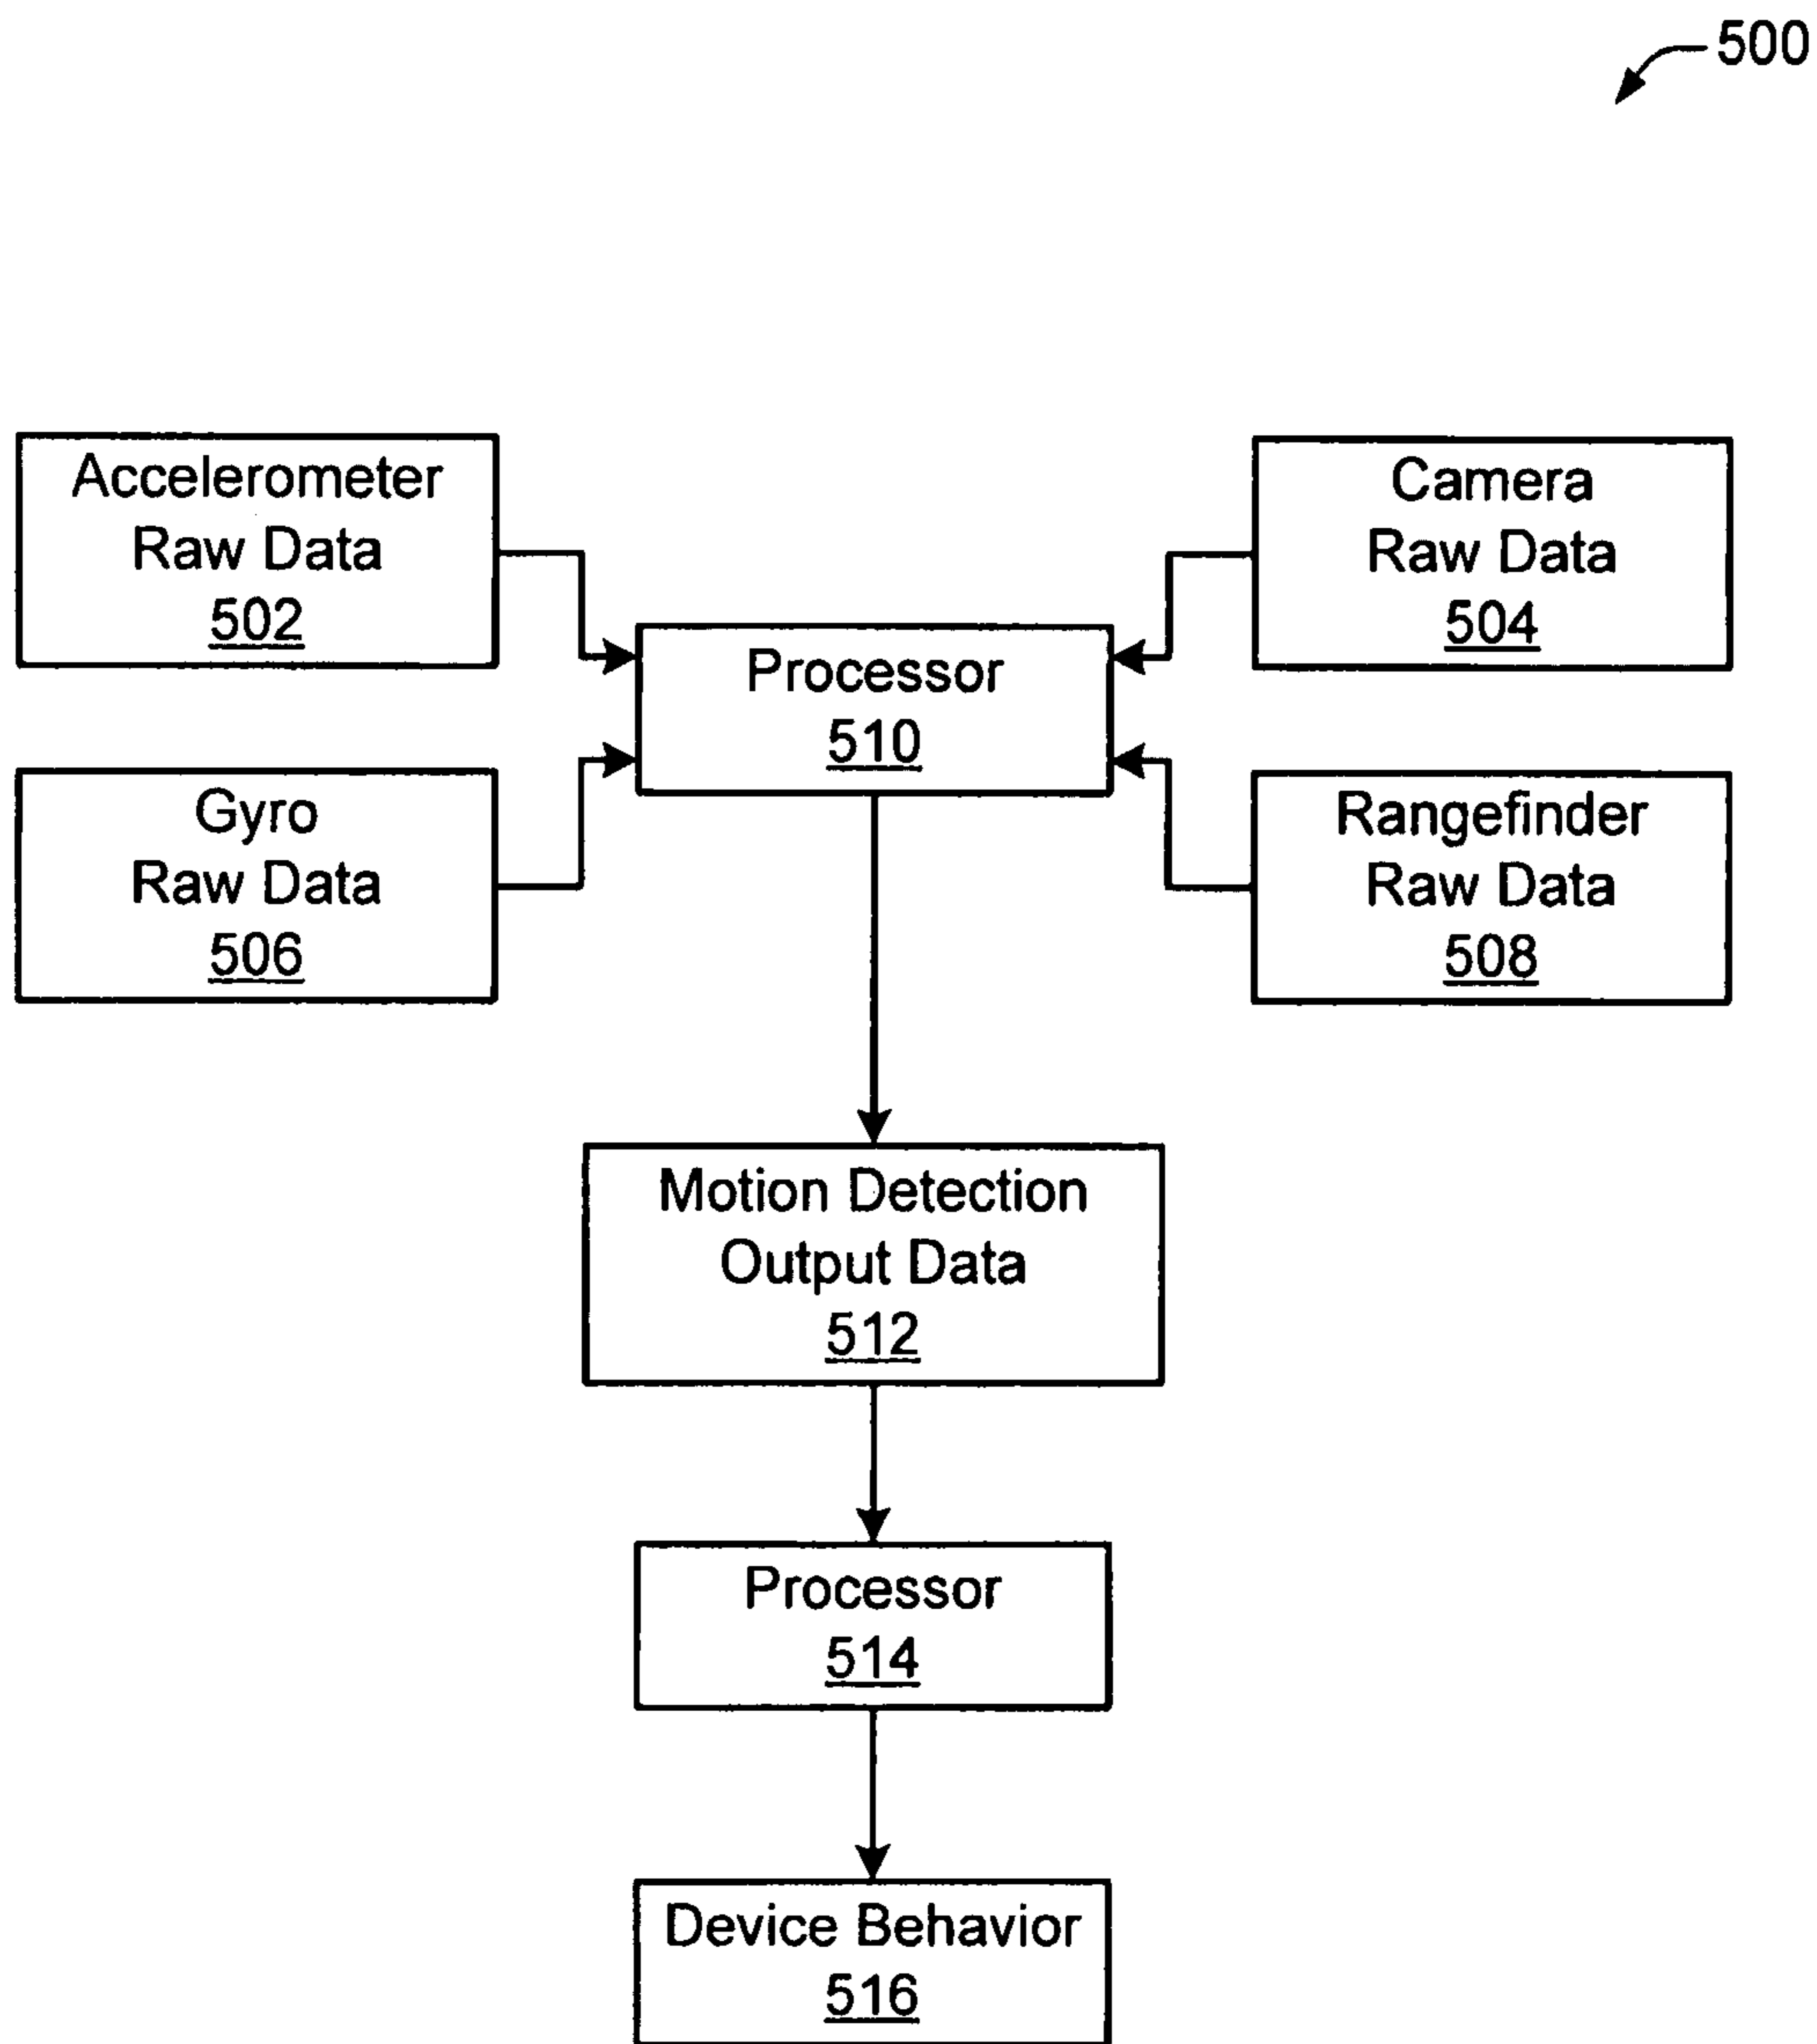 500
Accelerometer
Raw Data
502
Camera
Raw Data
504
Processor
510
Gyro
Raw Data
506
Rangefinder
Raw Data
508
Motion Detection
Output Data
512
Processor
514
Device Behavior
516